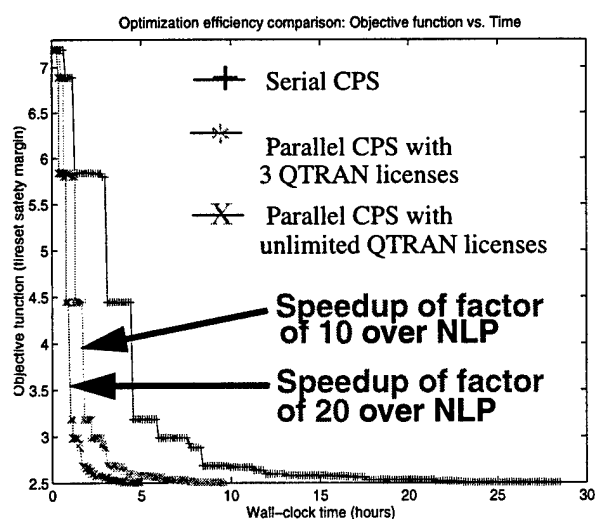 Optimization efficiency comparison: Objective function vs. Time
7
6.5
6
5.5
5
4.5
4
3.5
3
2.5
Objective function (fireset safety margin)
Serial CPS
Parallel CPS with
3 QTRAN licenses
Parallel CPS with
unlimited QTRAN licenses
Speedup of factor
of 10 over NLP
Speedup of factor
of 20 over NLP
0 5 10 15 20 25 30
Wall-clock time (hours)